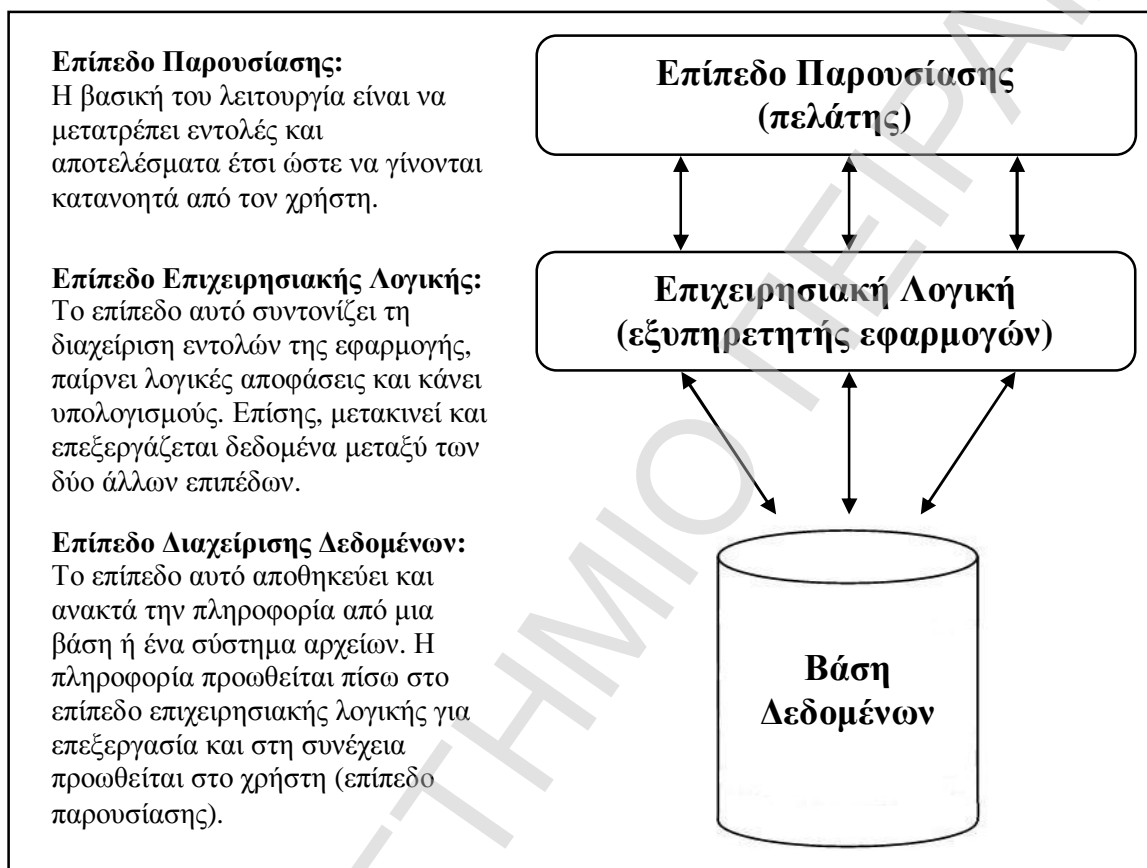 Επίπεδο Παρουσίασης:
Η βασική του λειτουργία είναι να
μετατρέπει εντολές και
αποτελέσματα έτσι ώστε να γίνονται
κατανοητά από τον χρήστη.
Επίπεδο Επιχειρησιακής Λογικής:
Το επίπεδο αυτό συντονίζει τη
διαχείριση εντολών της εφαρμογής,
παίρνει λογικές αποφάσεις και κάνει
υπολογισμούς. Επίσης, μετακινεί και
επεξεργάζεται δεδομένα μεταξύ των
δύο άλλων επιπέδων.
Επίπεδο Διαχείρισης Δεδομένων:
Το επίπεδο αυτό αποθηκεύει και
ανακτά την πληροφορία από μια
βάση ή ένα σύστημα αρχείων. Η
πληροφορία προωθείται πίσω στο
επίπεδο επιχειρησιακής λογικής για
επεξεργασία και στη συνέχεια
προωθείται στο χρήστη (επίπεδο
παρουσίασης).
Επίπεδο Παρουσίασης
(πελάτης)
Επιχειρησιακή Λογική
(εξυπηρετητής εφαρμογών)
Βάση
Δεδομένων